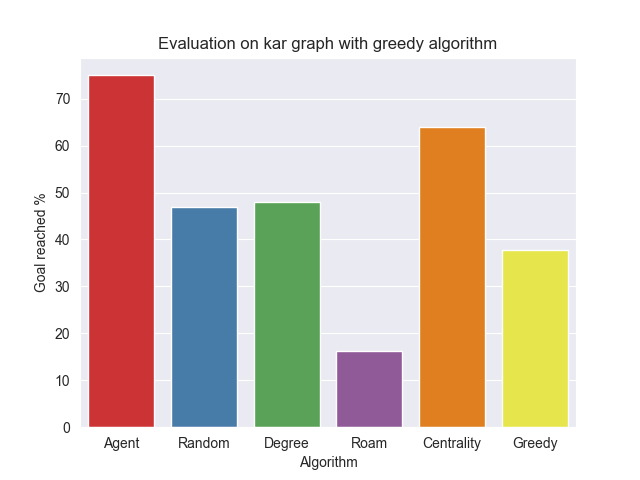 Evaluation on kar graph with greedy algorithm
Goal reached %
70
60
50
40
30
20
10
0
Agent Random Degree Roam Centrality Greedy
Algorithm